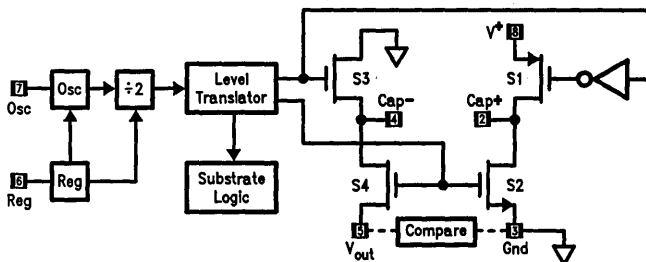 8
V+
S3
S1
7
Osc
Osc
÷2
Level
Translator
Cap-
4
Cap+
2
6
Reg
Reg
Substrate
Logic
S4
S2
5
Vout
Compare
3
Gnd